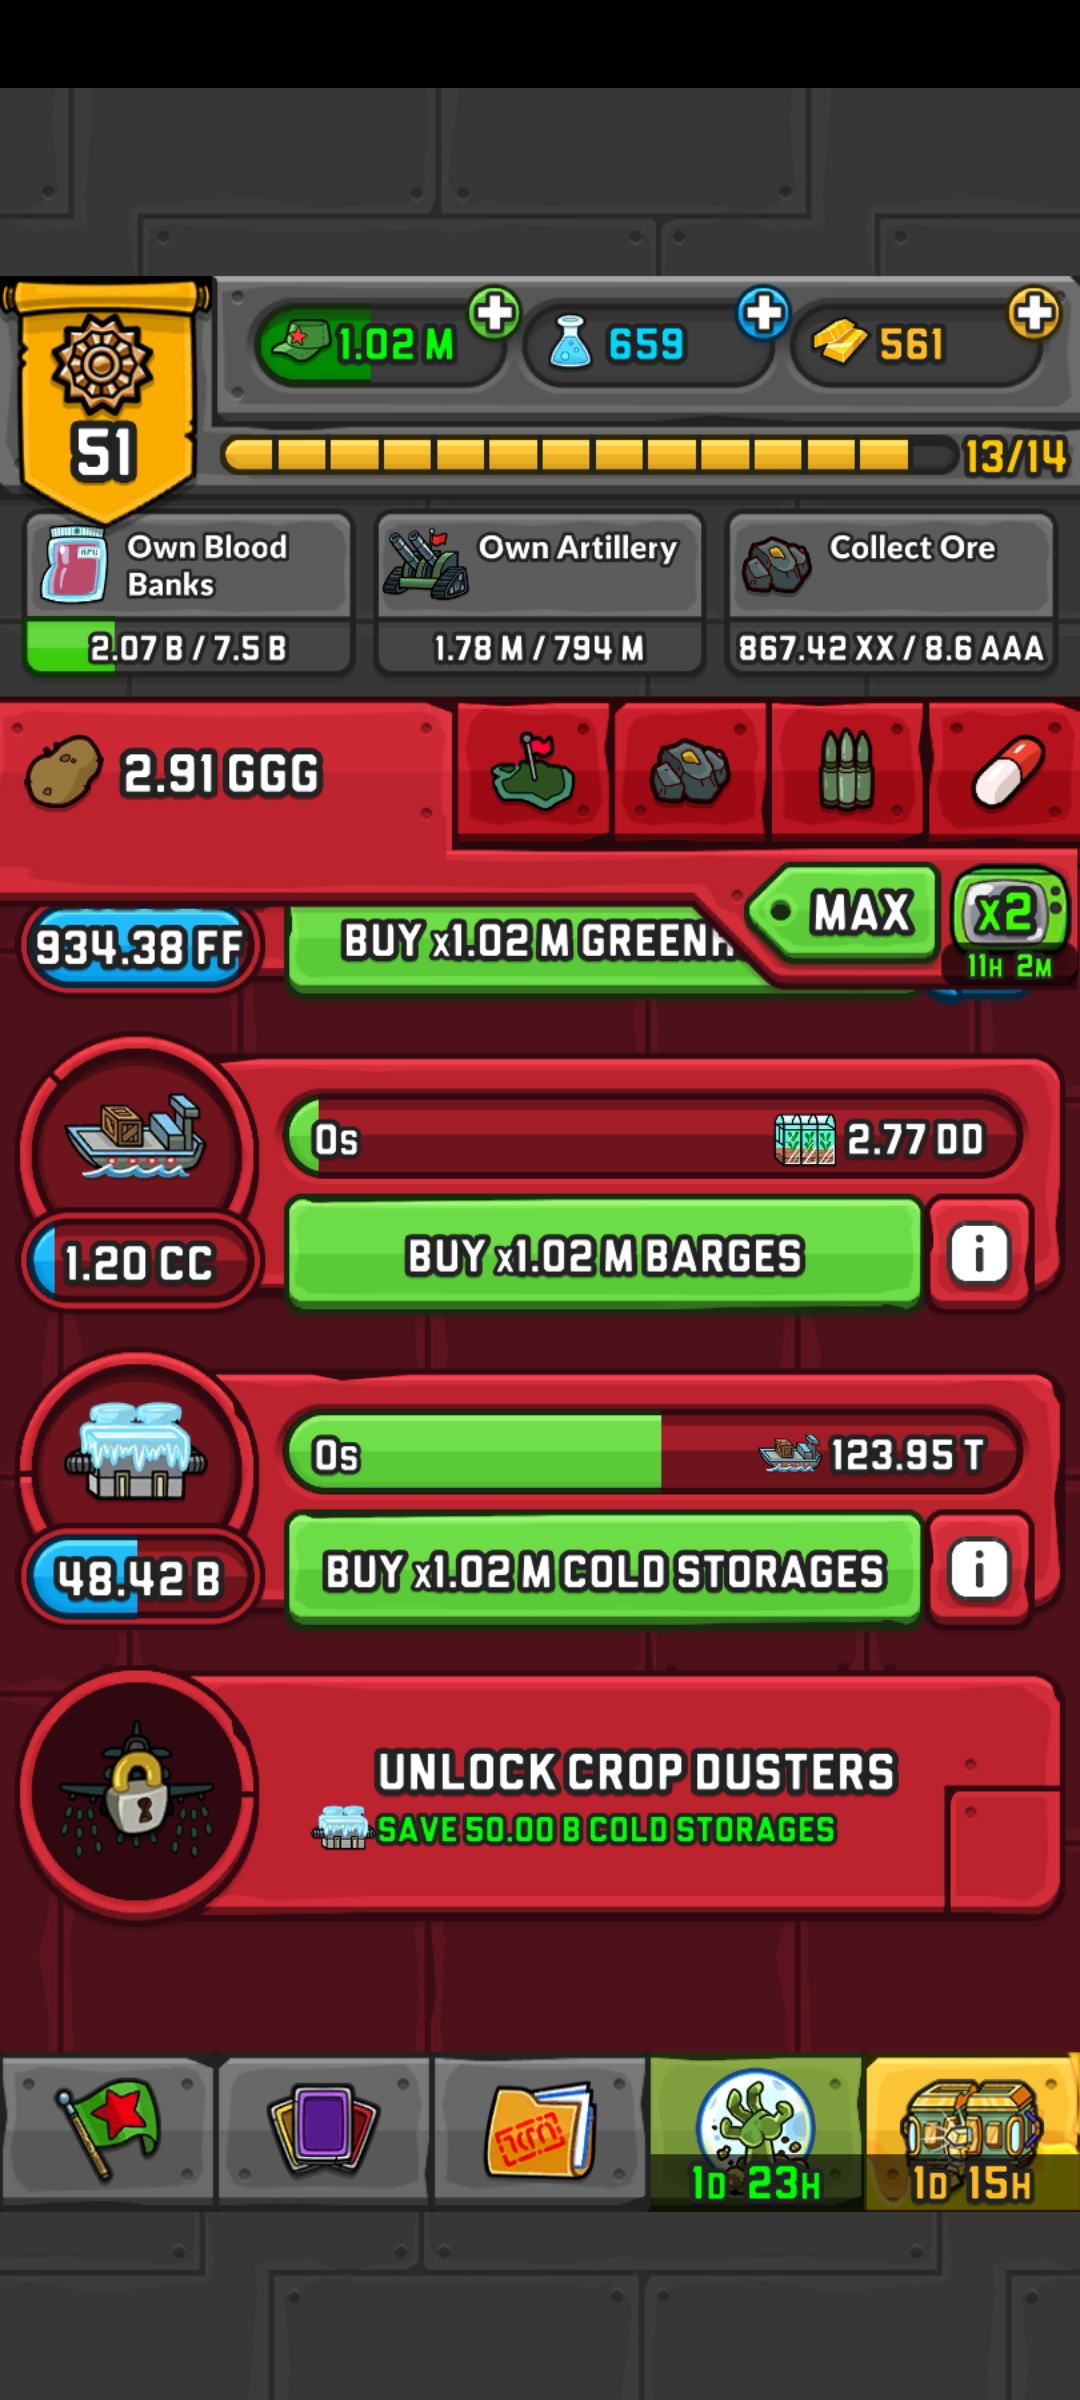 51
1.02 M
659
561
13/14
Own Blood
Banks
2.07 B / 7.5 B
Own Artillery
1.78 M / 794 M
Collect Ore
867.42 XX / 8.6 AAA
2.91 GGG
MAX
x2
11H 2M
934.38 FF
BUY x1.02 M GREENH
0s
2.77 DD
1.20 CC
BUY x1.02 M BARGES
i
0s
123.95 T
48.42 B
BUY x1.02 M COLD STORAGES
i
UNLOCK CROP DUSTERS
SAVE 50.00 B COLD STORAGES
1D 23H
1D 15H